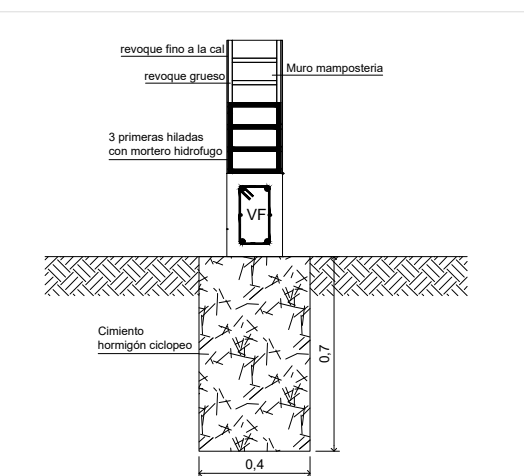 revoque fino a la cal
Muro mamposteria
revoque grueso
3 primeras hiladas
con mortero hidrofugo
VF
Cimiento
hormigón ciclopeo
0,7
0,4